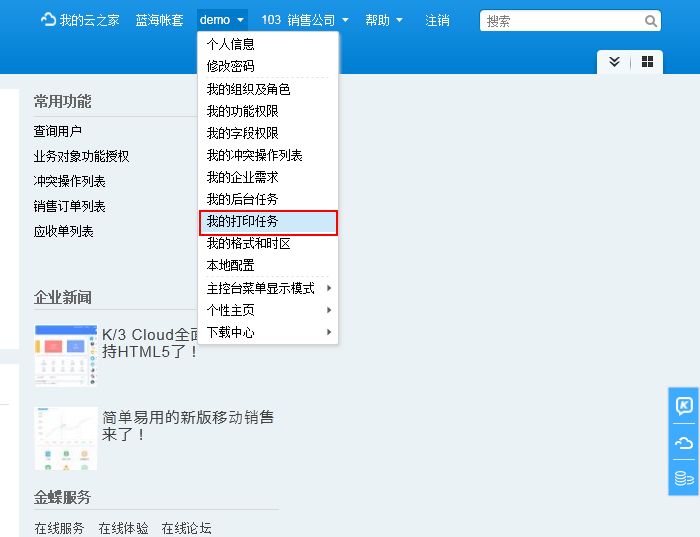 我的云之家 蓝海帐套 demo 103 销售公司 帮助 注销 搜索
个人信息
修改密码
我的组织及角色
我的功能权限
我的字段权限
我的冲突操作列表
我的企业需求
我的后台任务
我的打印任务
我的格式和时区
本地配置
主控台菜单显示模式
个性主页
下载中心
常用功能
查询用户
业务对象功能授权
冲突操作列表
销售订单列表
应收单列表
企业新闻
K/3 Cloud全面
持HTML5了！
简单易用的新版移动销售
来了！
金蝶服务
在线服务 在线体验 在线论坛